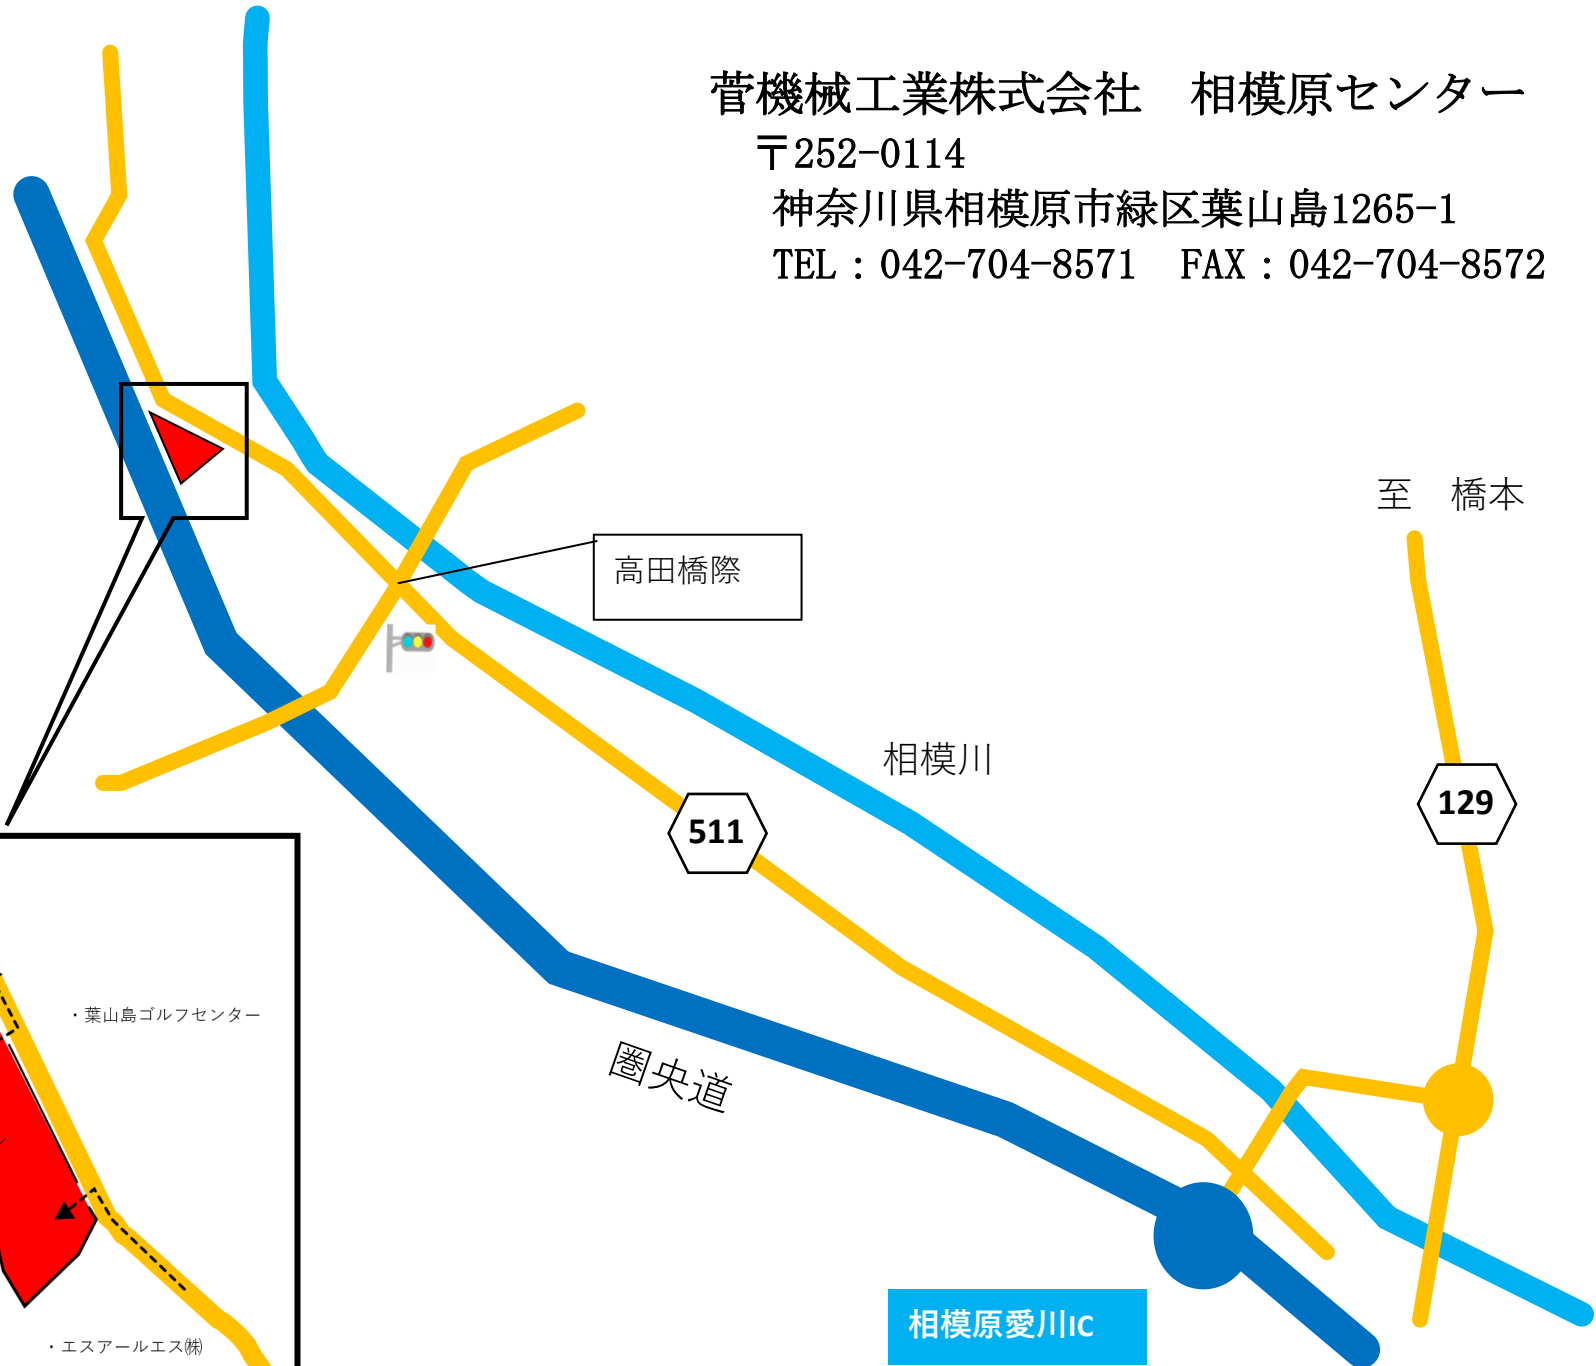 菅機械工業株式会社　相模原センター
〒252-0114
神奈川県相模原市緑区葉山島1265-1
TEL：042-704-8571　FAX：042-704-8572
至　橋本
高田橋際
相模川
129
511
・葉山島ゴルフセンター
圏央道
相模原愛川IC
・エスアールエス㈱